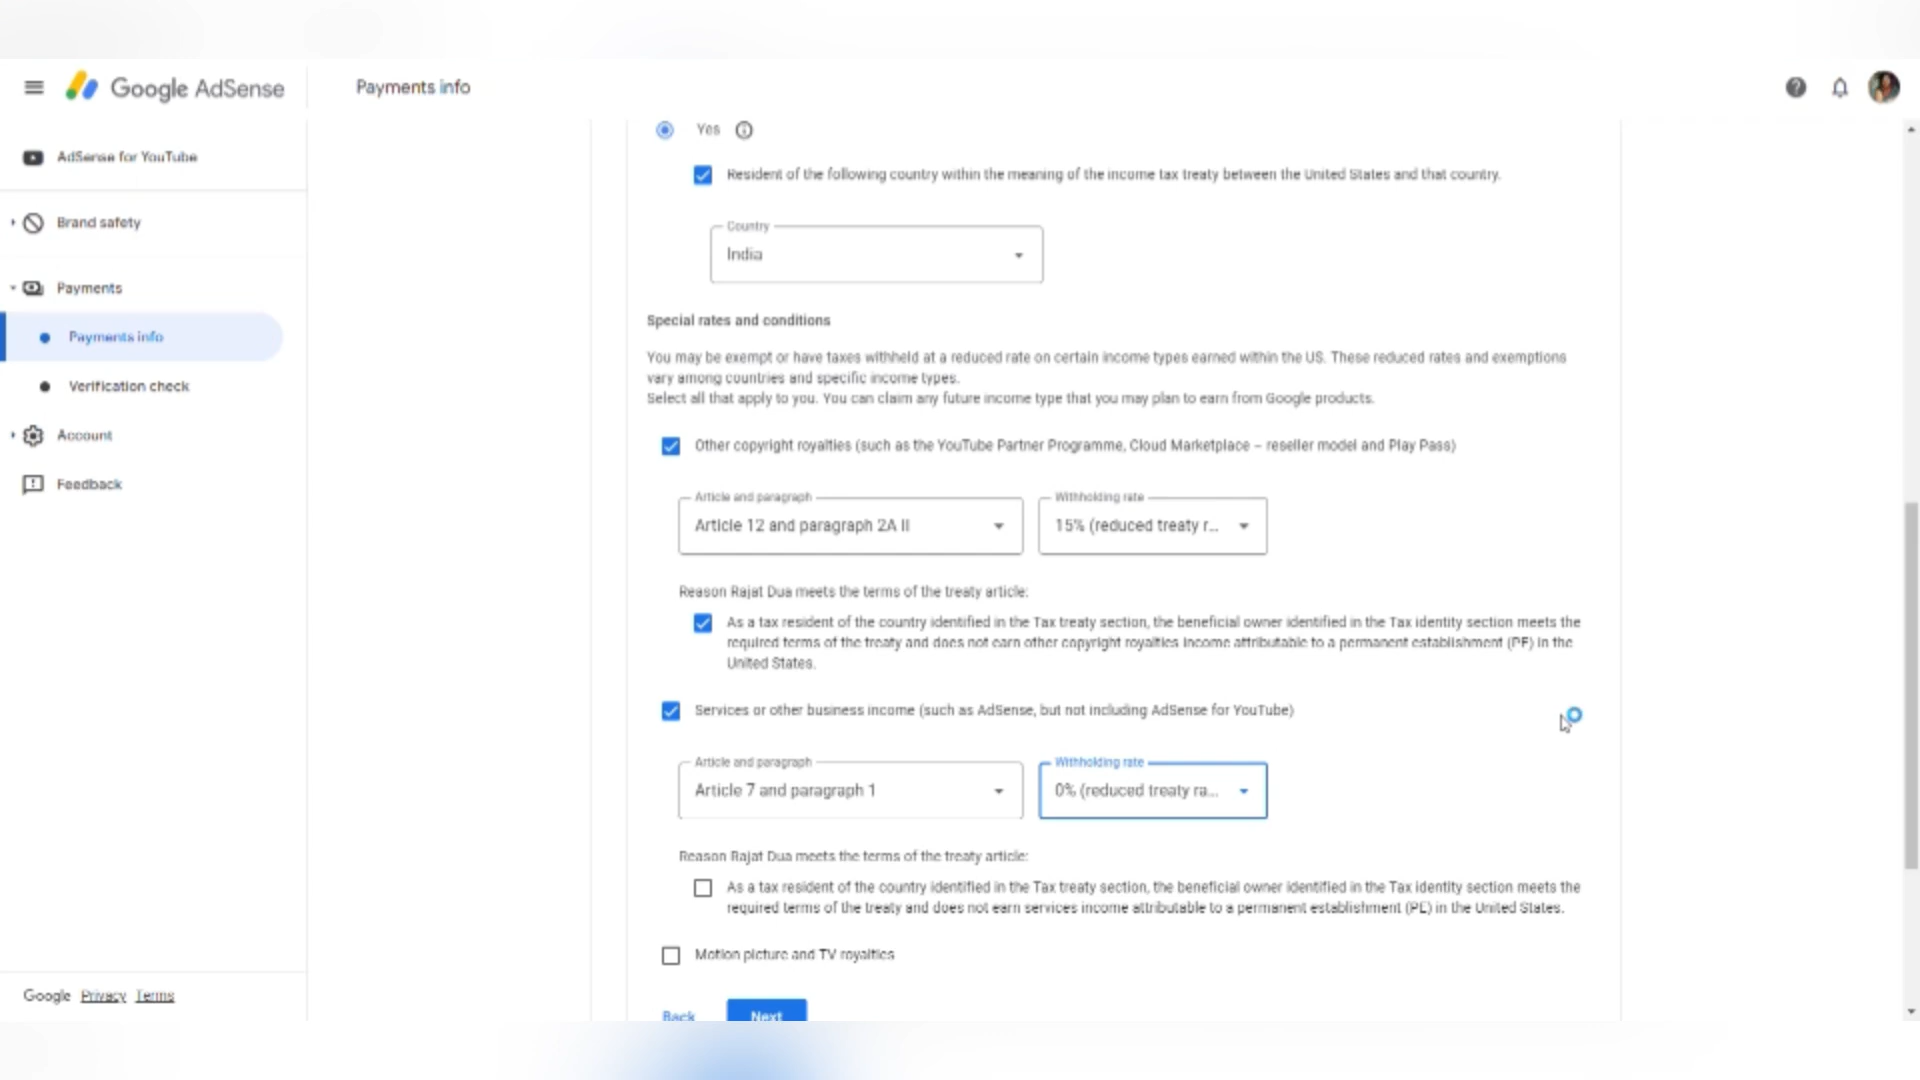 Google AdSense
Payments info
AdSense for YouTube
Brand safety
Payments
Payments info
Verification check
Account
Feedback
Google Privacy Terms
Yes
Resident of the following country within the meaning of the income tax treaty between the United States and that country.
Country
India
Special rates and conditions
You may be exempt or have taxes withheld at a reduced rate on certain income types earned within the US. These reduced rates and exemptions
vary among countries and specific income types.
Select all that apply to you. You can claim any future income type that you may plan to earn from Google products.
Other copyright royalties (such as the YouTube Partner Programme, Cloud Marketplace – reseller model and Play Pass)
Article and paragraph
Withholding rate
Article 12 and paragraph 2A II
15% (reduced treaty r...
Reason Rajat Dua meets the terms of the treaty article:
As a tax resident of the country identified in the Tax treaty section, the beneficial owner identified in the Tax identity section meets the
required terms of the treaty and does not earn other copyright royalties income attributable to a permanent establishment (PE) in the
United States.
Services or other business income (such as AdSense, but not including AdSense for YouTube)
Article and paragraph
Withholding rate
Article 7 and paragraph 1
0% (reduced treaty ra...
Reason Rajat Dua meets the terms of the treaty article:
As a tax resident of the country identified in the Tax treaty section, the beneficial owner identified in the Tax identity section meets the
required terms of the treaty and does not earn services income attributable to a permanent establishment (PE) in the United States.
Motion picture and TV royalties
Back
Next